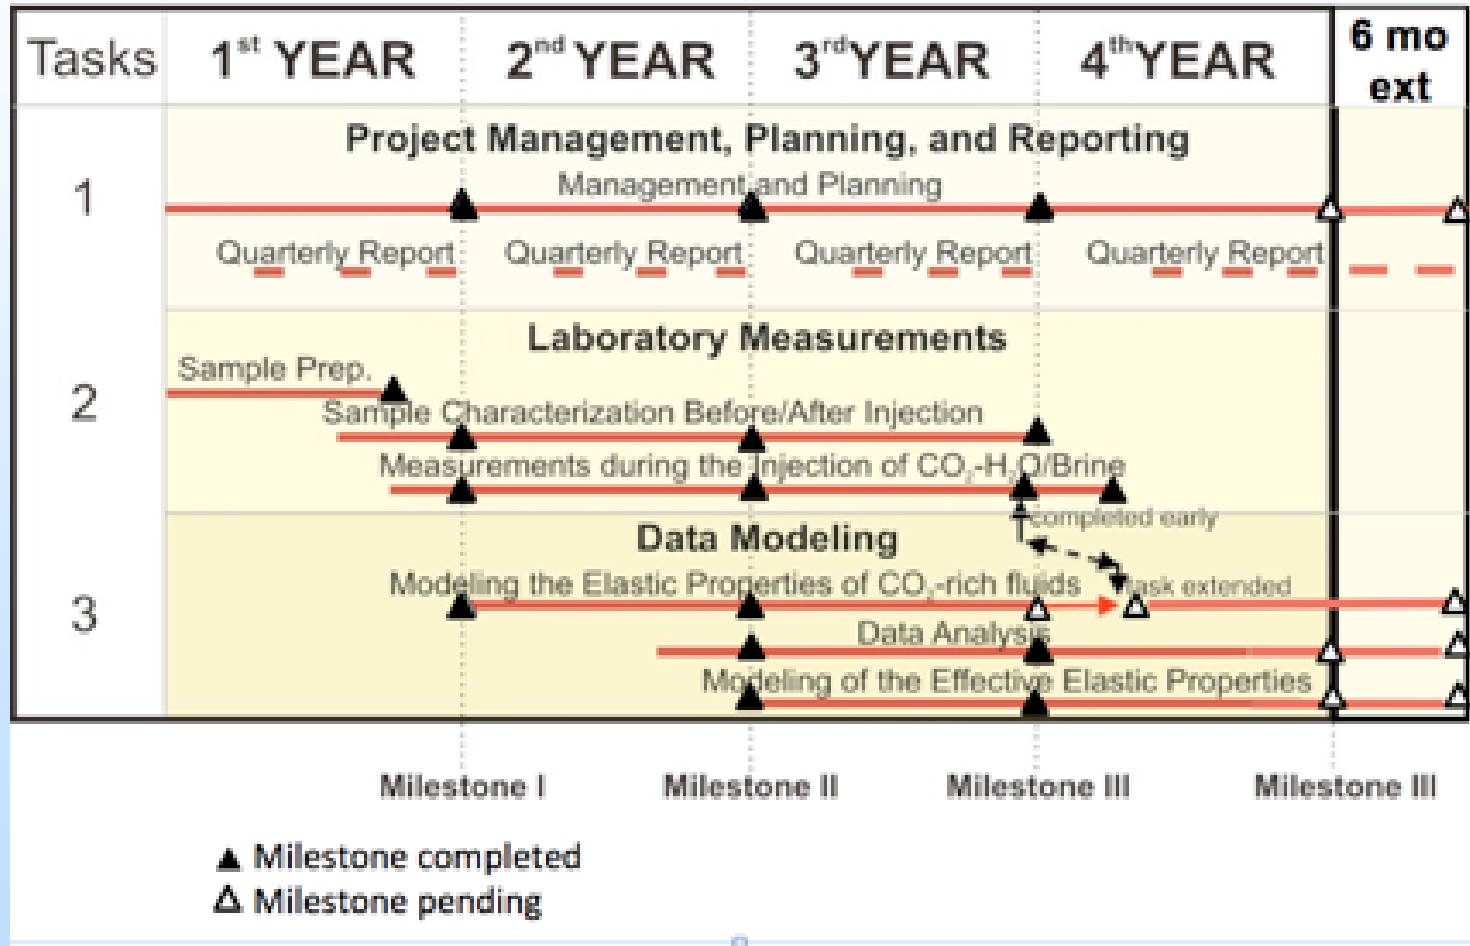 Tasks 1st YEAR 2nd YEAR 3rd YEAR 4th YEAR 6 mo ext
Project Management, Planning, and Reporting
1
Management and Planning
Quarterly Report Quarterly Report Quarterly Report Quarterly Report
Laboratory Measurements
2
Sample Prep.
Sample Characterization Before/After Injection
Measurements during the Injection of CO2-H2O/Brine
completed early
Data Modeling
3
Modeling the Elastic Properties of CO2-rich fluids
task extended
Data Analysis
Modeling of the Effective Elastic Properties
Milestone I Milestone II Milestone III Milestone III
Milestone completed
Milestone pending